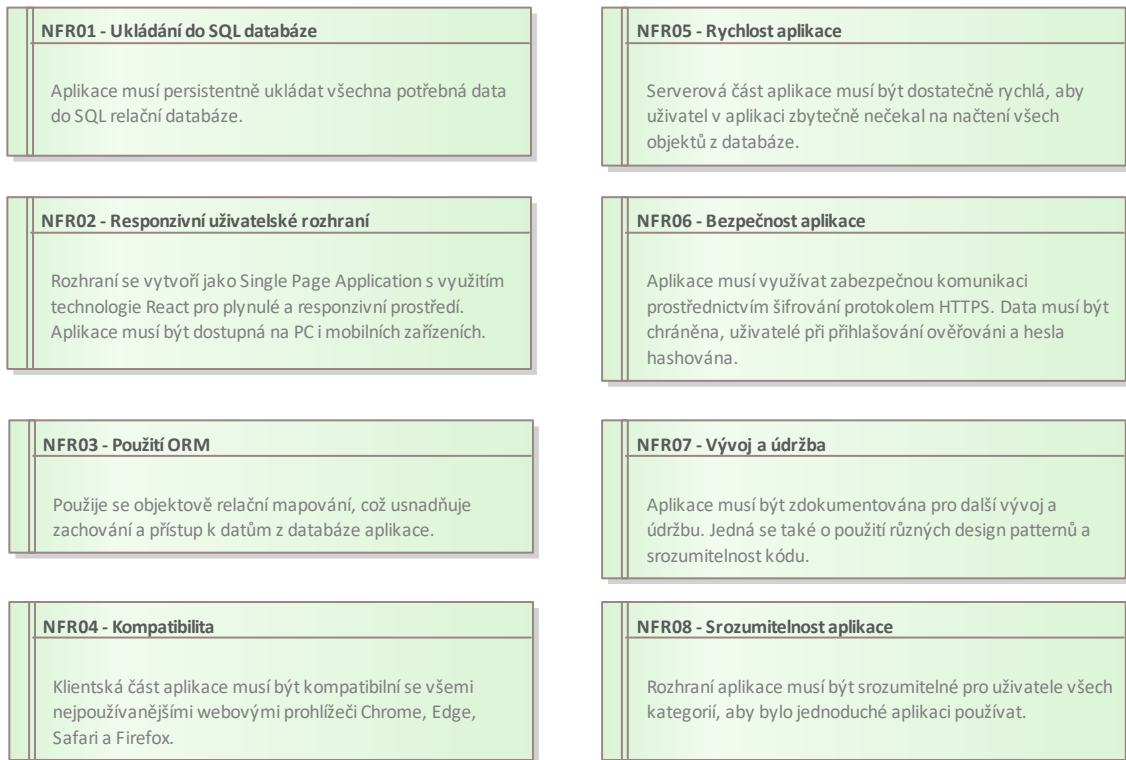 NFR01 - Ukládání do SQL databáze
Aplikace musí persistentně ukládat všechna potřebná data
do SQL relační databáze.
NFR02 - Responzivní uživatelské rozhraní
Rozhraní se vytvoří jako Single Page Application s využitím
technologie React pro plynulé a responzivní prostředí.
Aplikace musí být dostupná na PC i mobilních zařízeních.
NFR03 - Použití ORM
Použije se objektově relační mapování, což usnadňuje
zachování a přístup k datům z databáze aplikace.
NFR04 - Kompatibilita
Klientská část aplikace musí být kompatibilní se všemi
nejpoužívanějšími webovými prohlížeči Chrome, Edge,
Safari a Firefox.
NFR05 - Rychlost aplikace
Serverová část aplikace musí být dostatečně rychlá, aby
uživatel v aplikaci zbytečně nečekal na načtení všech
objektů z databáze.
NFR06 - Bezpečnost aplikace
Aplikace musí využívat zabezpečnou komunikaci
prostřednictvím šifrování protokolem HTTPS. Data musí být
chráněna, uživatelé při přihlašování ověřováni a hesla
hashována.
NFR07 - Vývoj a údržba
Aplikace musí být zdokumentována pro další vývoj a
údržbu. Jedná se také o použití různých design patternů a
srozumitelnost kódu.
NFR08 - Srozumitelnost aplikace
Rozhraní aplikace musí být srozumitelné pro uživatele všech
kategorií, aby bylo jednoduché aplikaci používat.